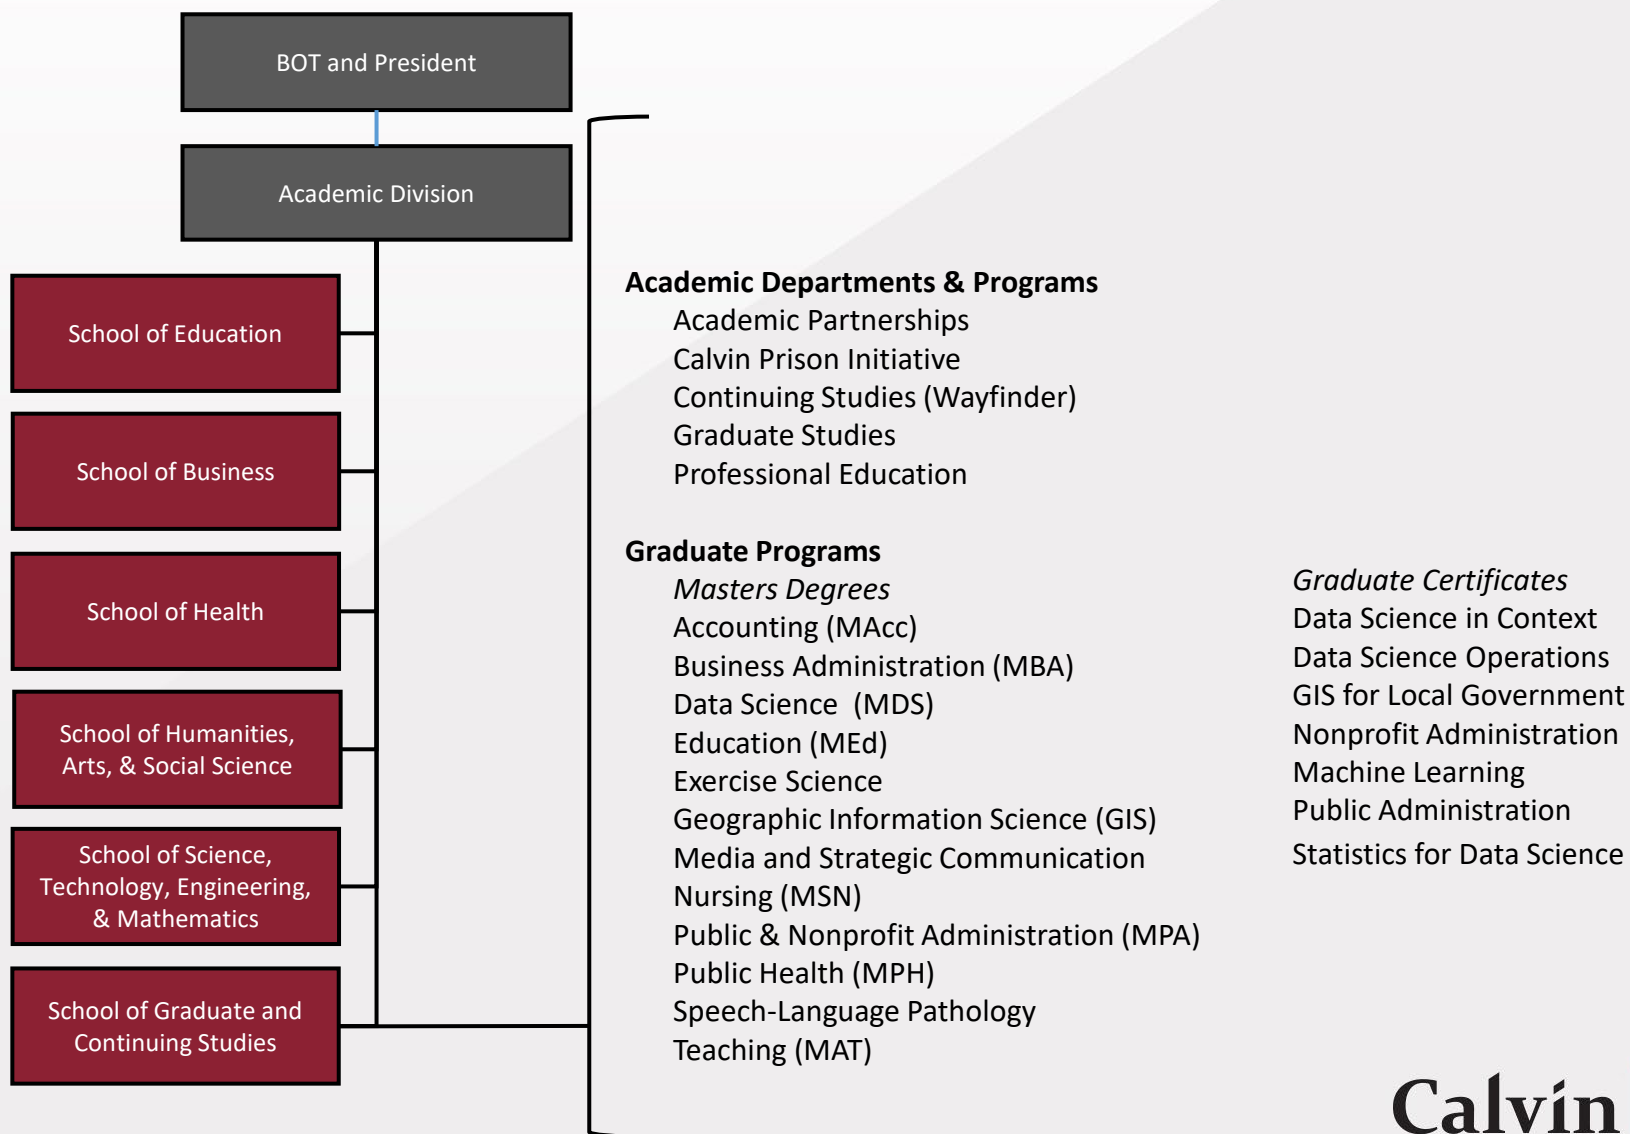 BOT and President
Academic Division
School of Education
School of Business
School of Health
School of Humanities,
Arts, & Social Science
School of Science,
Technology, Engineering,
& Mathematics
School of Graduate and
Continuing Studies
Academic Departments & Programs
Academic Partnerships
Calvin Prison Initiative
Continuing Studies (Wayfinder)
Graduate Studies
Professional Education
Graduate Programs
Masters Degrees
Accounting (MAcc)
Business Administration (MBA)
Data Science  (MDS)
Education (MEd)
Exercise Science
Geographic Information Science (GIS)
Media and Strategic Communication
Nursing (MSN)
Public & Nonprofit Administration (MPA)
Public Health (MPH)
Speech-Language Pathology
Teaching (MAT)
Graduate Certificates
Data Science in Context
Data Science Operations
GIS for Local Government
Nonprofit Administration
Machine Learning
Public Administration
Statistics for Data Science
Calvin